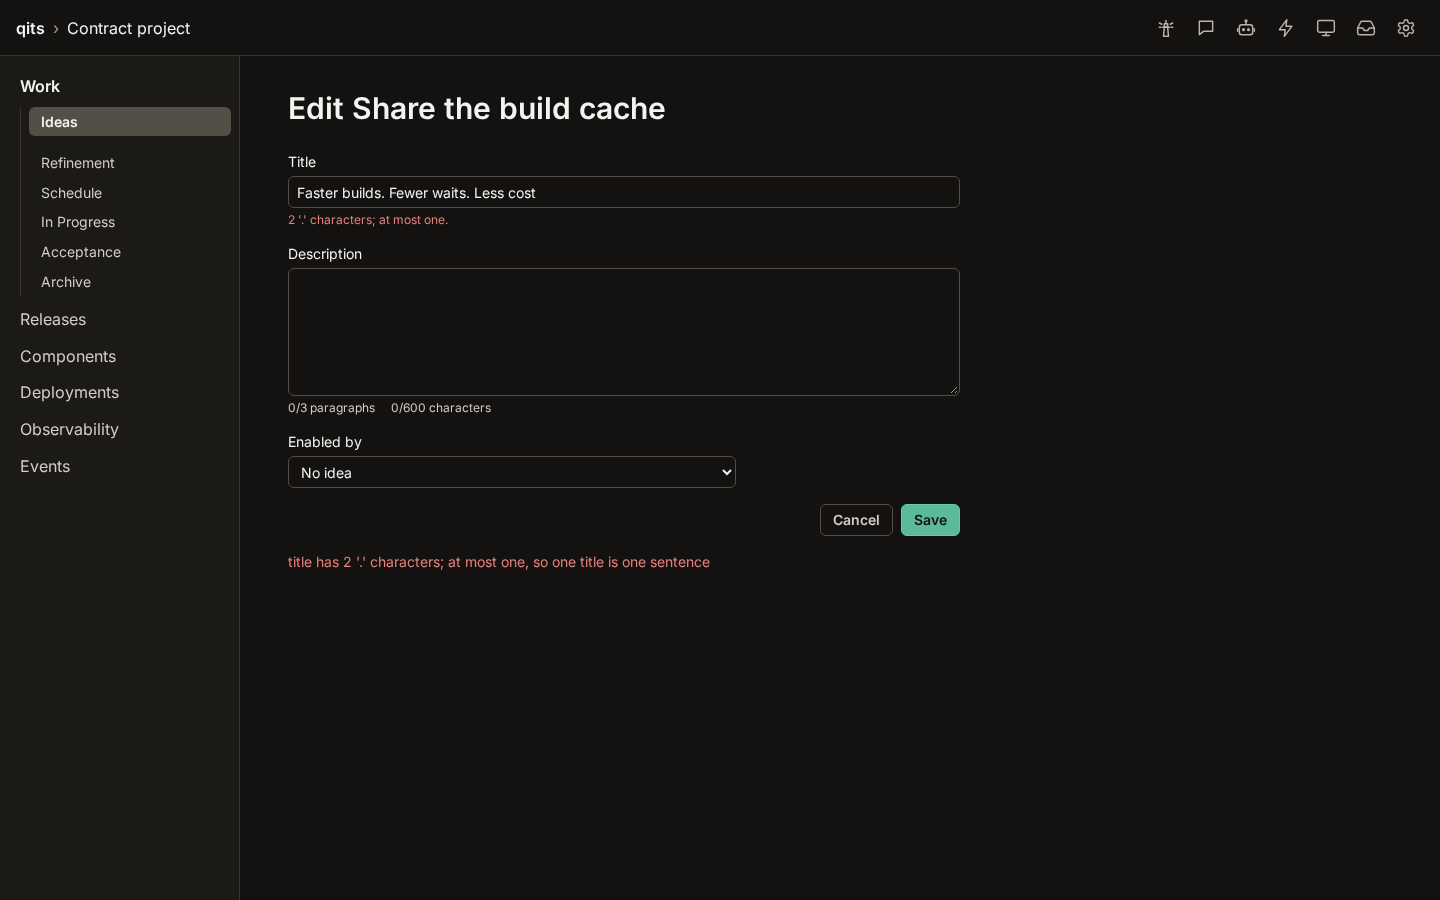 qits › Contract project
Work
Ideas
Refinement
Schedule
In Progress
Acceptance
Archive
Releases
Components
Deployments
Observability
Events
Edit Share the build cache
Title
Faster builds. Fewer waits. Less cost
2 '.' characters; at most one.
Description
0/3 paragraphs 0/600 characters
Enabled by
No idea
Cancel Save
title has 2 '.' characters; at most one, so one title is one sentence